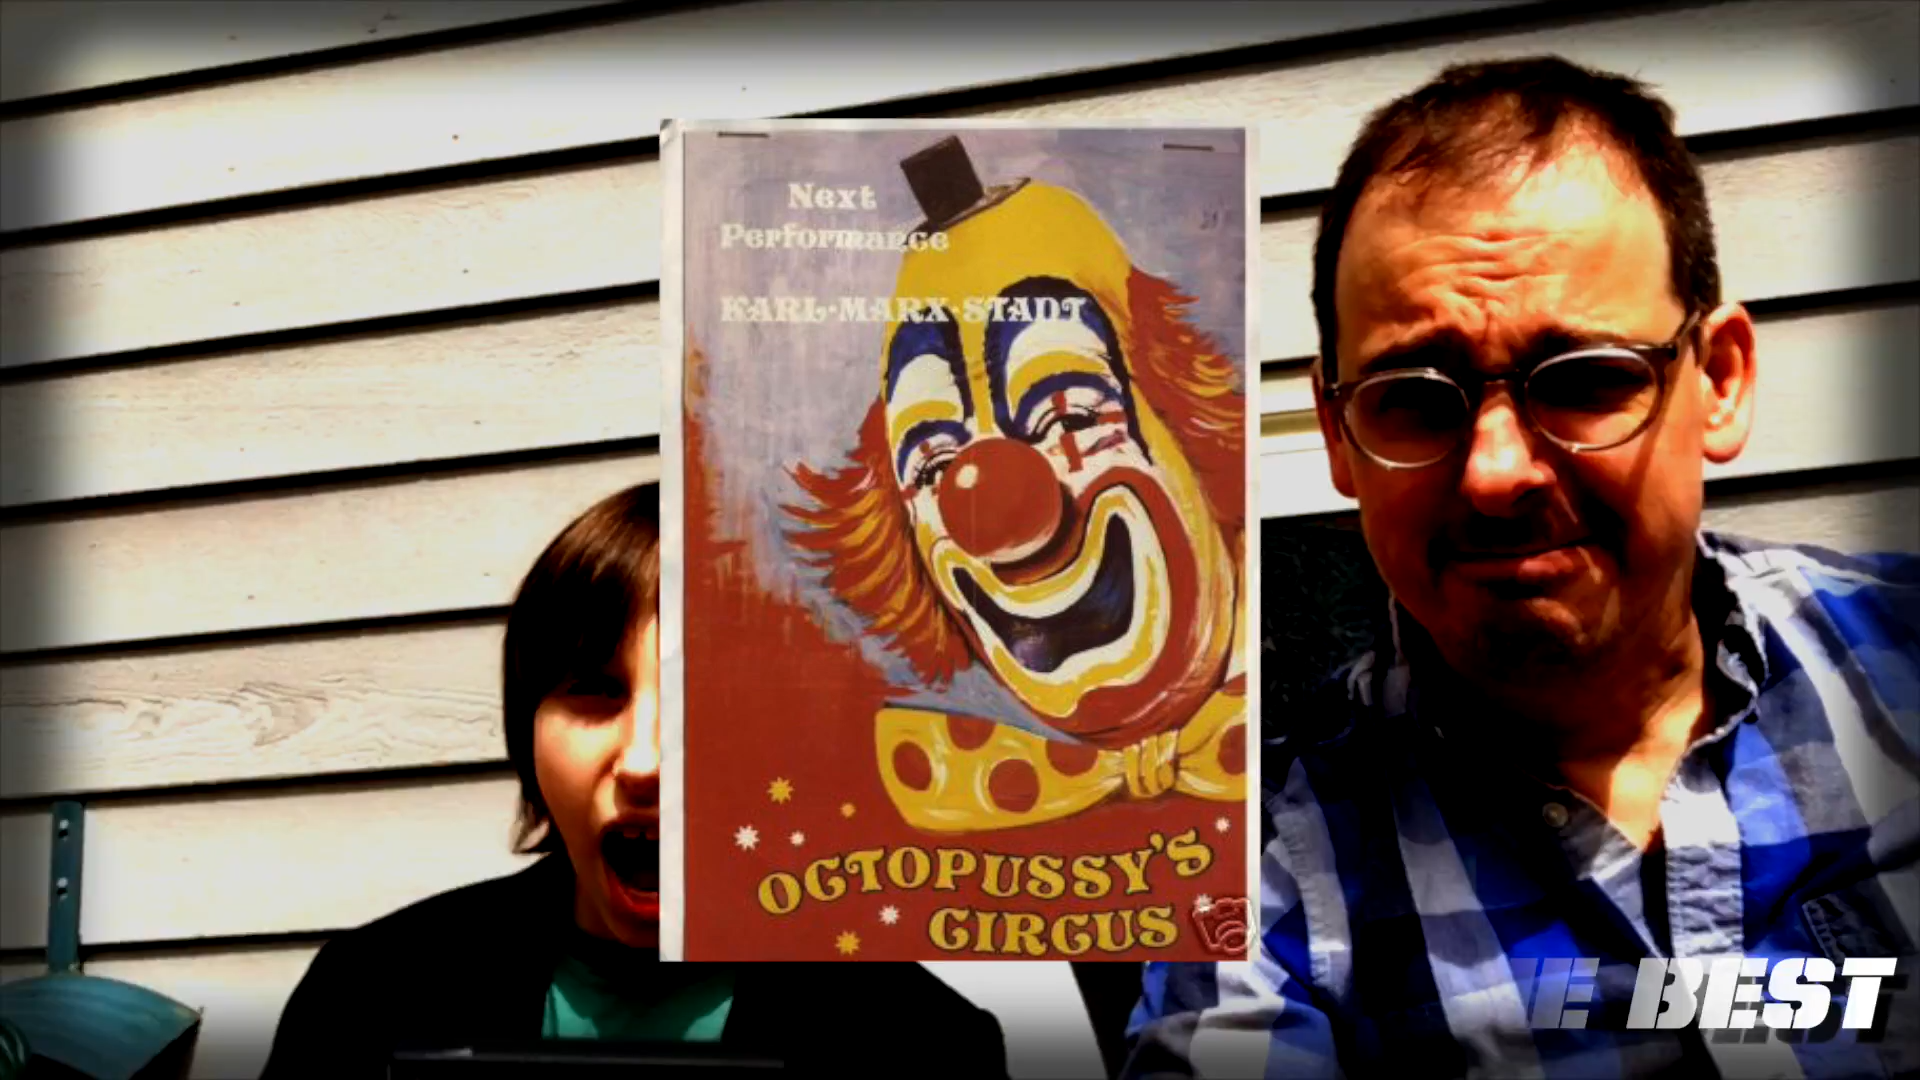 Next
Performance
KARL-MARX-STADT
OCTOPUSSY'S
CIRCUS
E BEST